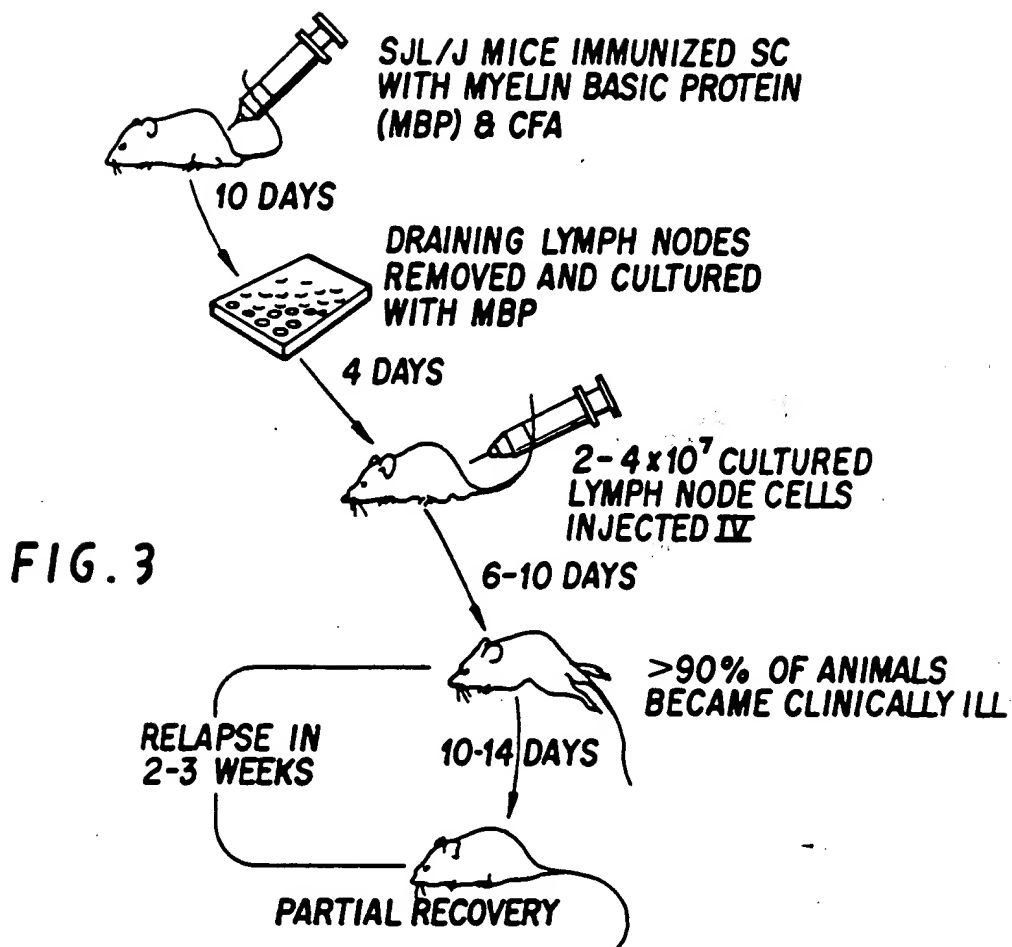 SJL/J MICE IMMUNIZED SC
WITH MYELIN BASIC PROTEIN
(MBP) & CFA
10 DAYS
DRAINING LYMPH NODES
REMOVED AND CULTURED
WITH MBP
4 DAYS
2-4x10⁷ CULTURED
LYMPH NODE CELLS
INJECTED IV
FIG. 3
6-10 DAYS
>90% OF ANIMALS
BECAME CLINICALLY ILL
RELAPSE IN
2-3 WEEKS
10-14 DAYS
PARTIAL RECOVERY